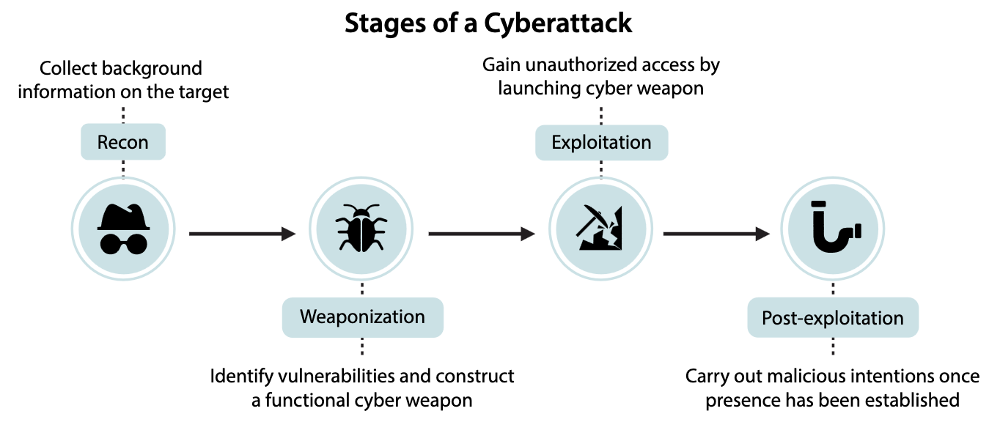 Stages of a Cyberattack
Collect background
information on the target
Recon
Weaponization
Identify vulnerabilities and construct
a functional cyber weapon
Gain unauthorized access by
launching cyber weapon
Exploitation
Post-exploitation
Carry out malicious intentions once
presence has been established